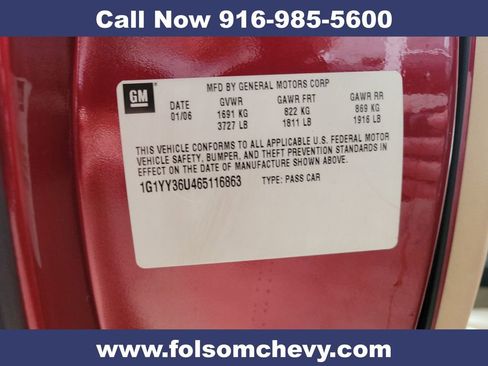 Call Now 916-985-5600
GM
MFD BY GENERAL MOTORS CORP
DATE GVWR GAWR FRT GAWR RR
01/06 1691 KG 822 KG 869 KG
3727 LB 1811 LB 1916 LB
THIS VEHICLE CONFORMS TO ALL APPLICABLE U.S. FEDERAL MOTOR
VEHICLE SAFETY, BUMPER, AND THEFT PREVENTION STANDARDS IN
EFFECT ON THE DATE OF MANUFACTURE SHOWN ABOVE.
1G1YY36U465116863 TYPE: PASS CAR
www.folsomchevy.com